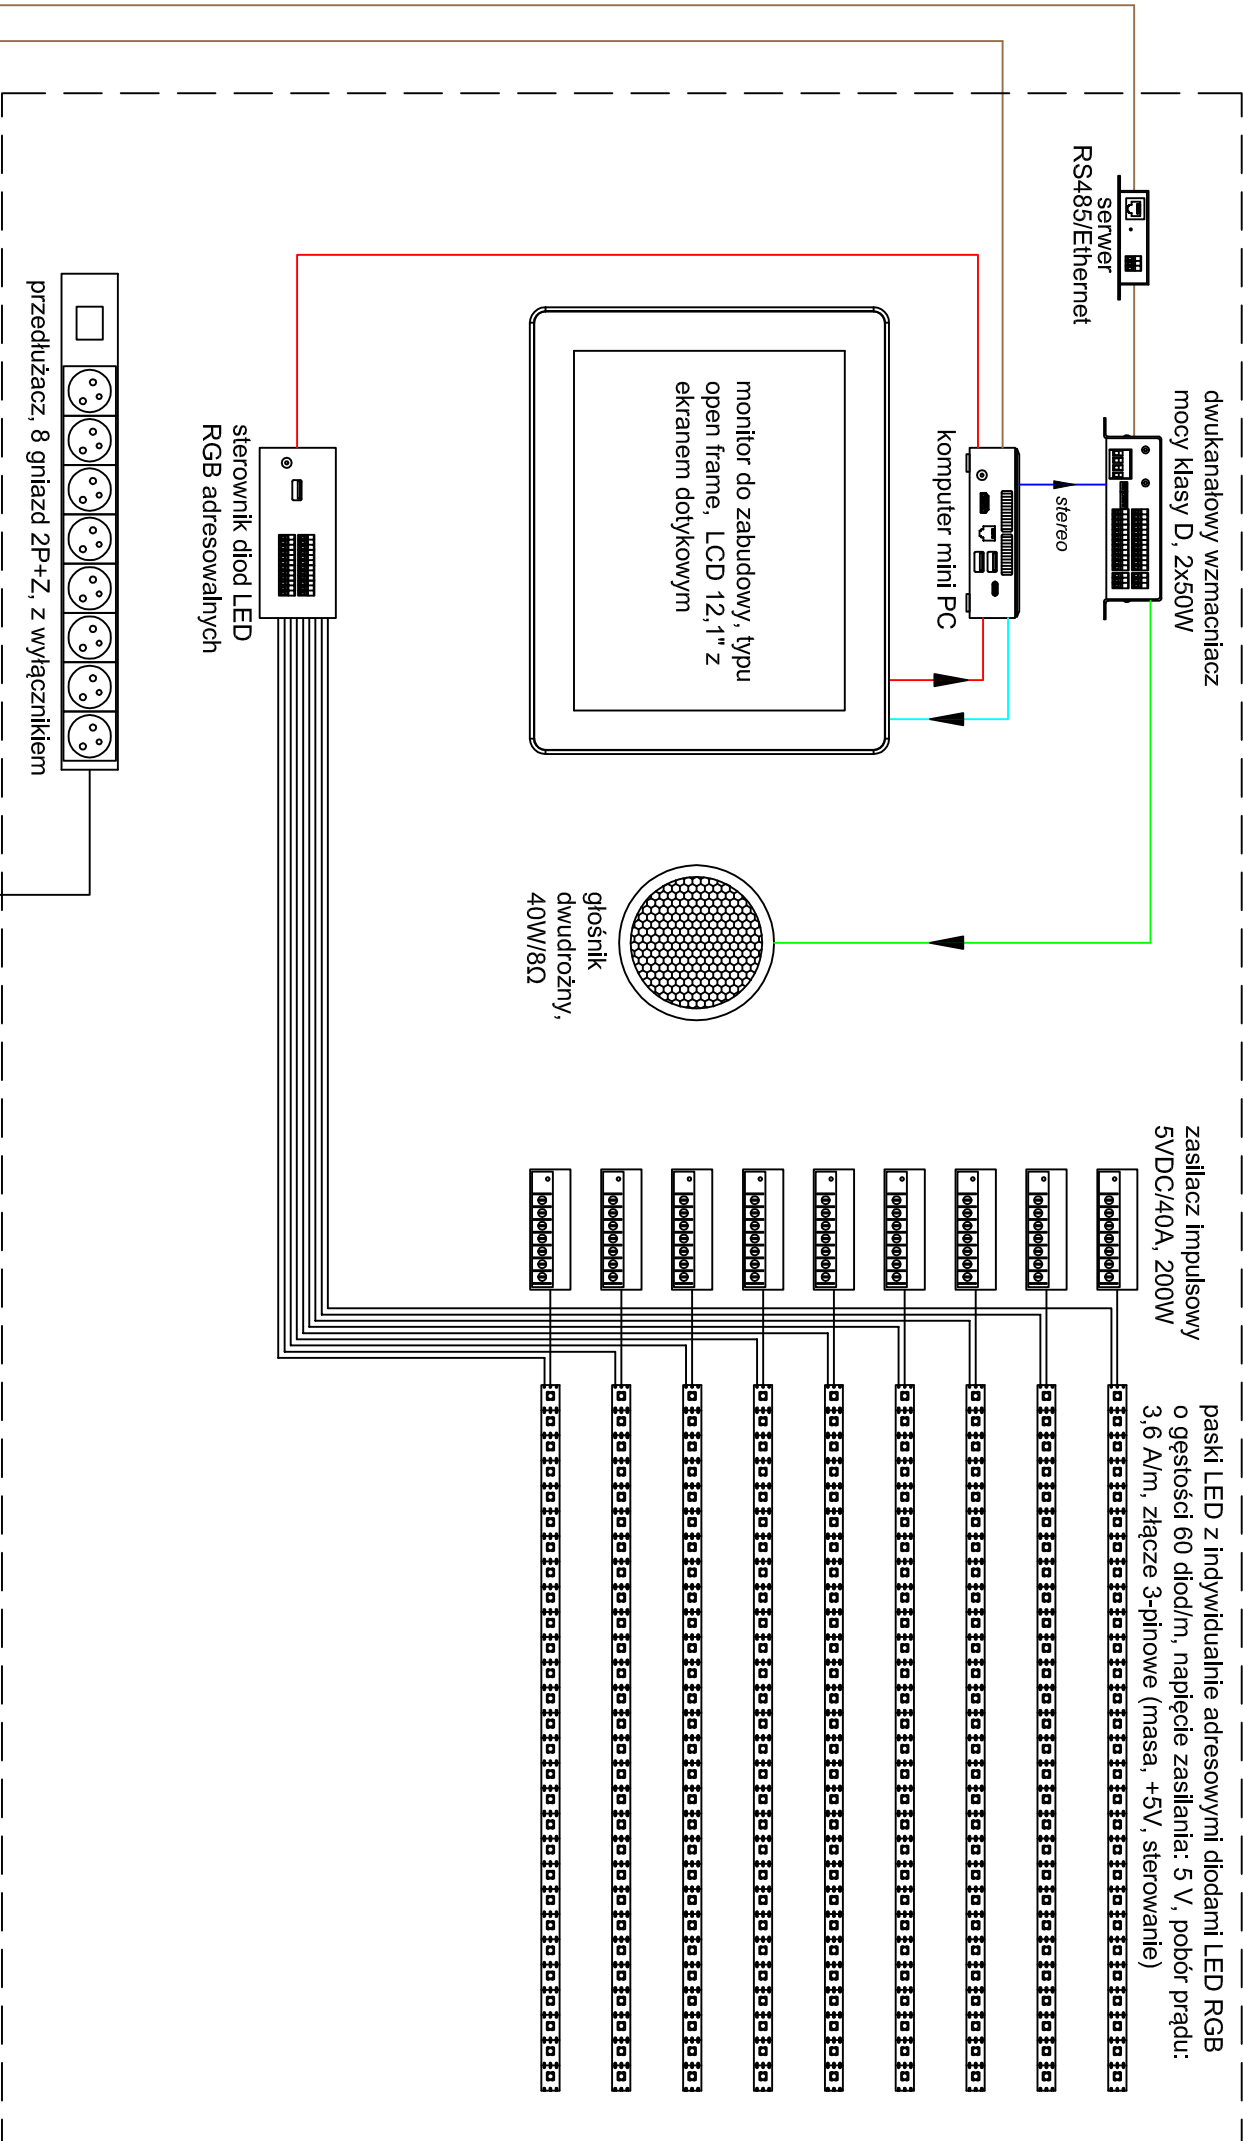 serwer
RS485/Ethernet
dwukanałowy wzmacniacz
mocy klasy D, 2x50W
stereo
komputer mini PC
monitor do zabudowy, typu
open frame, LCD 12,1" z
ekranem dotykowym
sterownik diod LED
RGB adresowalnych
przedłużacz, 8 gniazd 2P+Z, z wyłącznikiem
głośnik
dwudrożny,
40W/8Ω
zasilacz impulsowy
5VDC/40A, 200W
paski LED z indywidualnie adresowymi diodami LED RGB
o gęstości 60 diod/m, napięcie zasilania: 5 V, pobór prądu:
3,6 A/m, złącze 3-pinowe (masa, +5V, sterowanie)